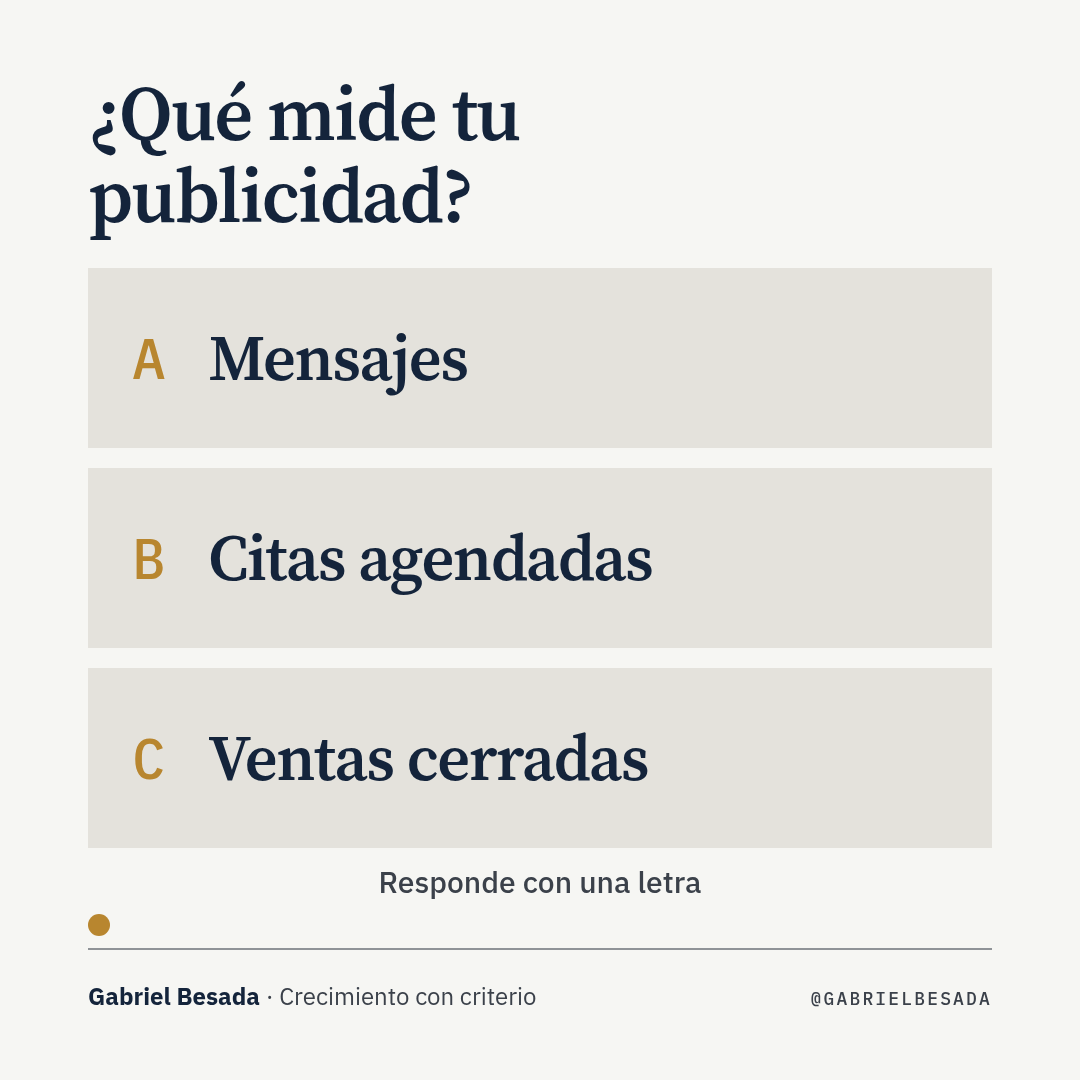 ¿Qué mide tu
publicidad?
A Mensajes
B Citas agendadas
C Ventas cerradas
Responde con una letra
Gabriel Besada · Crecimiento con criterio
@GABRIELBESADA